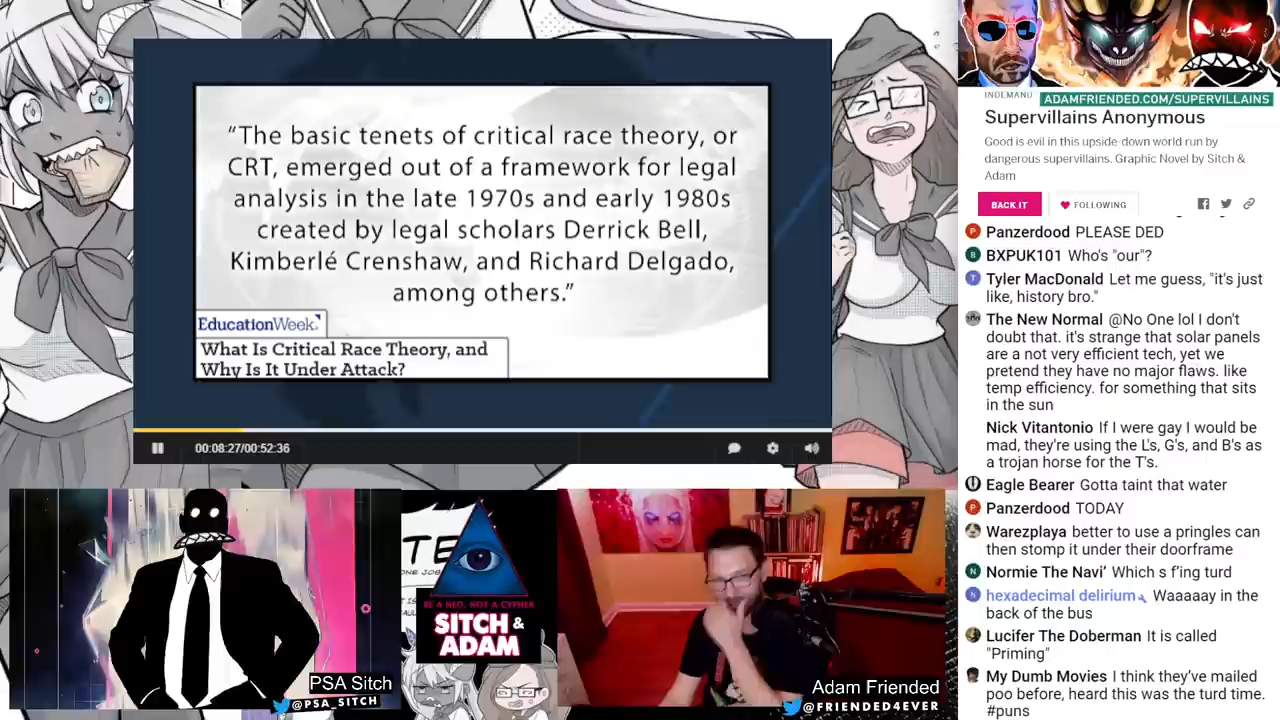 “The basic tenets of critical race theory, or
CRT, emerged out of a framework for legal
analysis in the late 1970s and early 1980s
created by legal scholars Derrick Bell,
Kimberlé Crenshaw, and Richard Delgado,
among others.”
EducationWeek
What Is Critical Race Theory, and
Why Is It Under Attack?
00:08:27/00:52:36
PSA Sitch
@PSA_SITCH
BE A NEO, NOT A CYPHER
SITCH &
ADAM
Adam Friended
@FRIENDED4EVER
INDEMAND
ADAMFRIENDED.COM/SUPERVILLAINS
Supervillains Anonymous
Good is evil in this upside-down world run by
dangerous supervillains. Graphic Novel by Sitch &
Adam
BACK IT
FOLLOWING
Panzerdood PLEASE DED
BXPUK101 Who's "our"?
Tyler MacDonald Let me guess, "it's just
like, history bro."
The New Normal @No One lol I don't
doubt that. it's strange that solar panels
are a not very efficient tech, yet we
pretend they have no major flaws. like
temp efficiency. for something that sits
in the sun
Nick Vitantonio If I were gay I would be
mad, they're using the L's, G's, and B's as
a trojan horse for the T's.
Eagle Bearer Gotta taint that water
Panzerdood TODAY
Warezplaya better to use a pringles can
then stomp it under their doorframe
Normie The Navi’ Which s f'ing turd
hexadecimal delirium Waaaaay in the
back of the bus
Lucifer The Doberman It is called
"Priming"
My Dumb Movies I think they've mailed
poo before, heard this was the turd time.
#puns